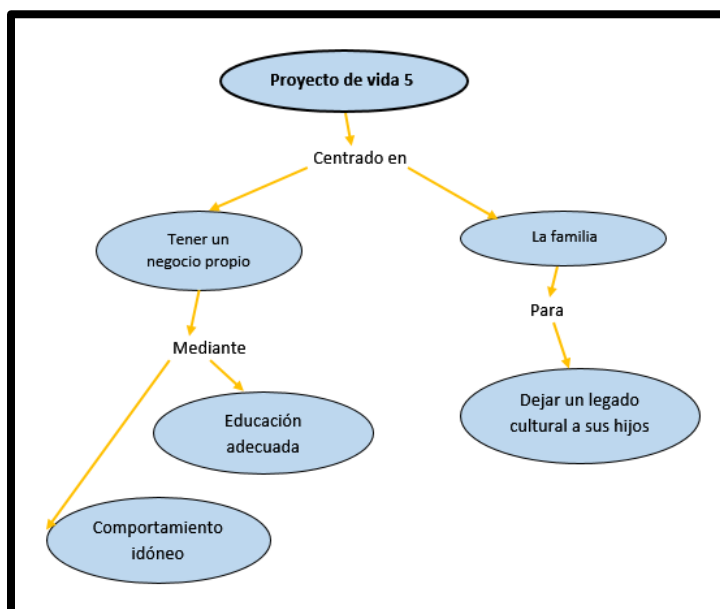 Proyecto de vida 5
Centrado en
Tener un
negocio propio
La familia
Para
Mediante
Dejar un legado
cultural a sus hijos
Educación
adecuada
Comportamiento
idóneo